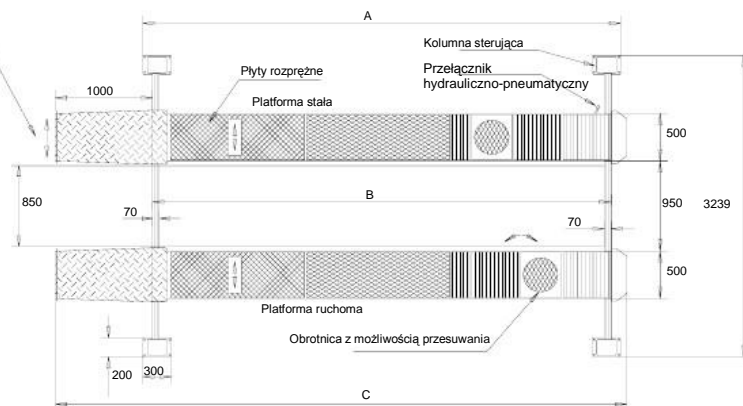 A
Kolumna sterująca
Przełącznik
hydrauliczno-pneumatyczny
Płyty rozprężne
1000
Platforma stała
500
850
B
950
3239
70
70
500
Platforma ruchoma
Obrotnica z możliwością przesuwania
200
300
C